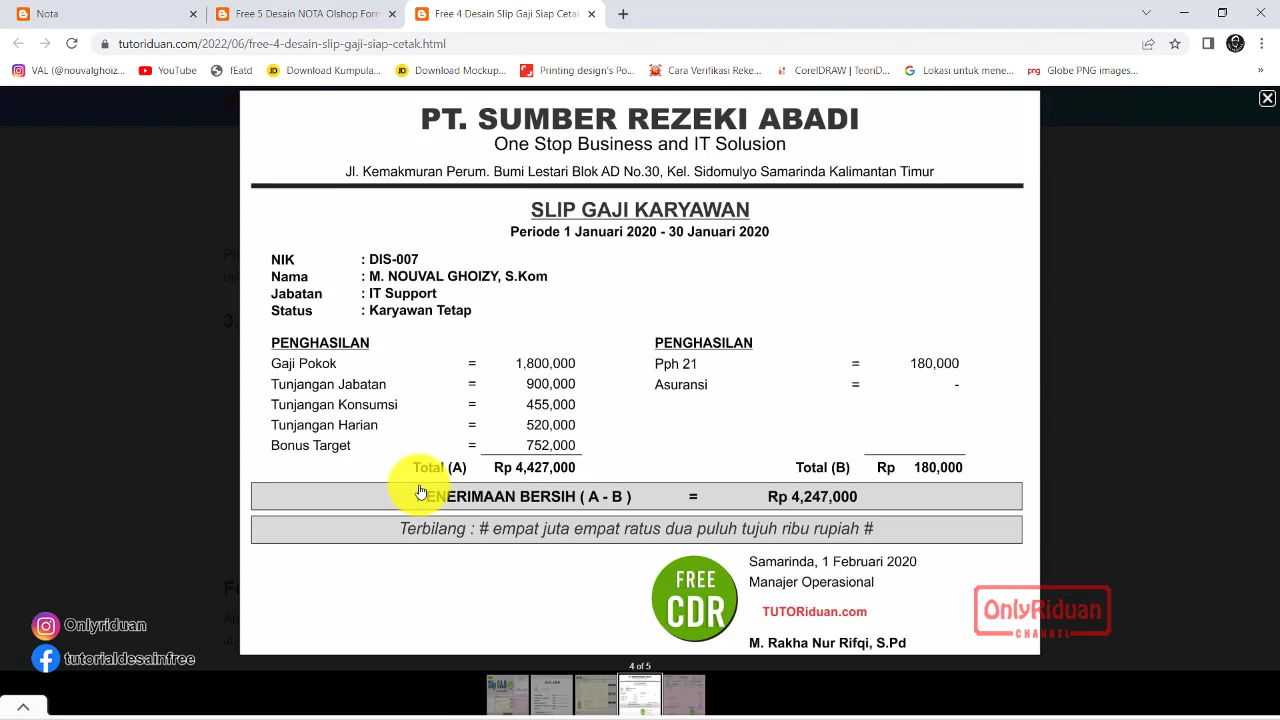 Nota
Free 5 Desain NOTA Olshop Form
Free 4 Desain Slip Gaji Siap Cetak
tutoriduan.com/2022/06/free-4-desain-slip-gaji-siap-cetak.html
VAL (@nouvalghoiz... YouTube fEatd Download Kumpula... Download Mockup... Printing design's Po... Cara Verifikasi Reke... CorelDRAW | TeoriD... Lokasi untuk mene... Globe PNG images... »
PT. SUMBER REZEKI ABADI
One Stop Business and IT Solusion
Jl. Kemakmuran Perum. Bumi Lestari Blok AD No.30, Kel. Sidomulyo Samarinda Kalimantan Timur
SLIP GAJI KARYAWAN
Periode 1 Januari 2020 - 30 Januari 2020
NIK : DIS-007
Nama : M. NOUVAL GHOIZY, S.Kom
Jabatan : IT Support
Status : Karyawan Tetap
PENGHASILAN PENGHASILAN
Gaji Pokok = 1,800,000 Pph 21 = 180,000
Tunjangan Jabatan = 900,000 Asuransi = -
Tunjangan Konsumsi = 455,000
Tunjangan Harian = 520,000
Bonus Target = 752,000
Total (A) Rp 4,427,000 Total (B) Rp 180,000
PENERIMAAN BERSIH ( A - B ) = Rp 4,247,000
Terbilang : # empat juta empat ratus dua puluh tujuh ribu rupiah #
Samarinda, 1 Februari 2020
Manajer Operasional
FREE
CDR
TUTORiduan.com
M. Rakha Nur Rifqi, S.Pd
OnlyRiduan
CHANNEL
Onlyriduan
tutorialdesainfree
4 of 5